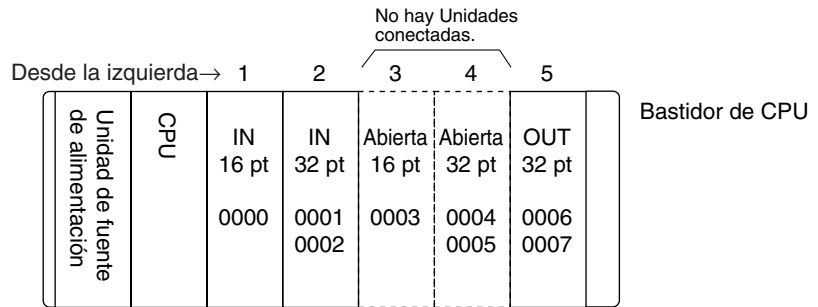 No hay Unidades
conectadas.
Desde la izquierda→ 1 2 3 4 5
Bastidor de CPU
Unidad de fuente
de alimentación
CPU
IN
16 pt
0000
IN
32 pt
0001
0002
Abierta
16 pt
0003
Abierta
32 pt
0004
0005
OUT
32 pt
0006
0007